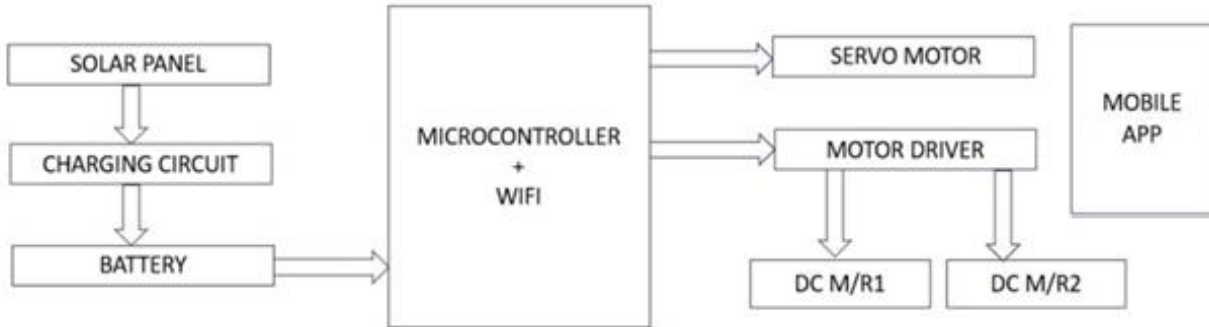 SOLAR PANEL
CHARGING CIRCUIT
BATTERY
MICROCONTROLLER
+
WIFI
SERVO MOTOR
MOTOR DRIVER
DC M/R1
DC M/R2
MOBILE
APP